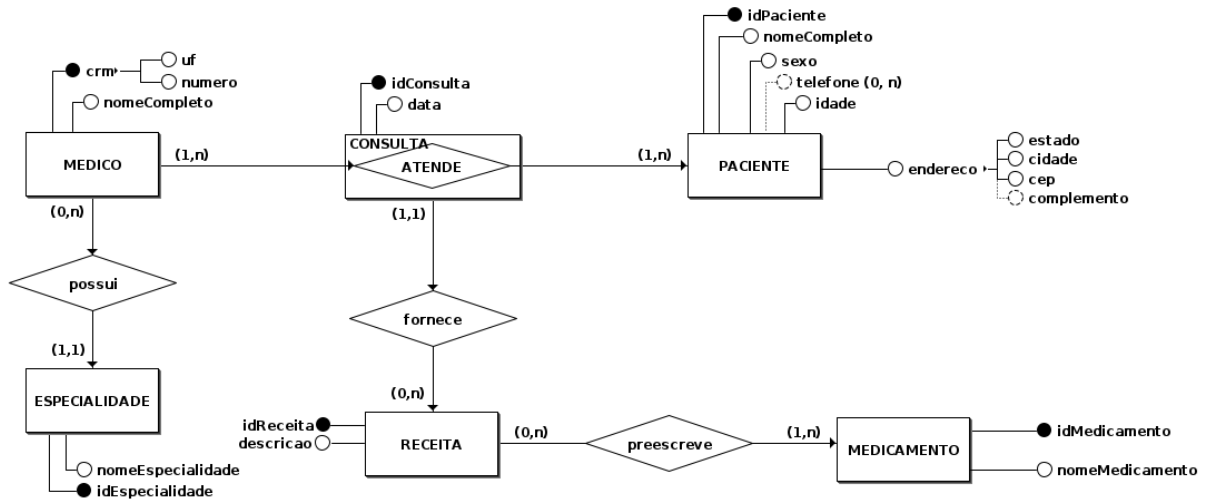 idPaciente
nomeCompleto
sexo
telefone (0, n)
idade
uf
crm
numero
nomeCompleto
idConsulta
data
CONSULTA
MEDICO
(1,n)
ATENDE
(1,n)
PACIENTE
endereco
estado
cidade
cep
complemento
(0,n)
(1,1)
possui
fornece
(1,1)
(0,n)
ESPECIALIDADE
idReceita
descricao
RECEITA
(0,n)
preescreve
(1,n)
MEDICAMENTO
idMedicamento
nomeMedicamento
nomeEspecialidade
idEspecialidade